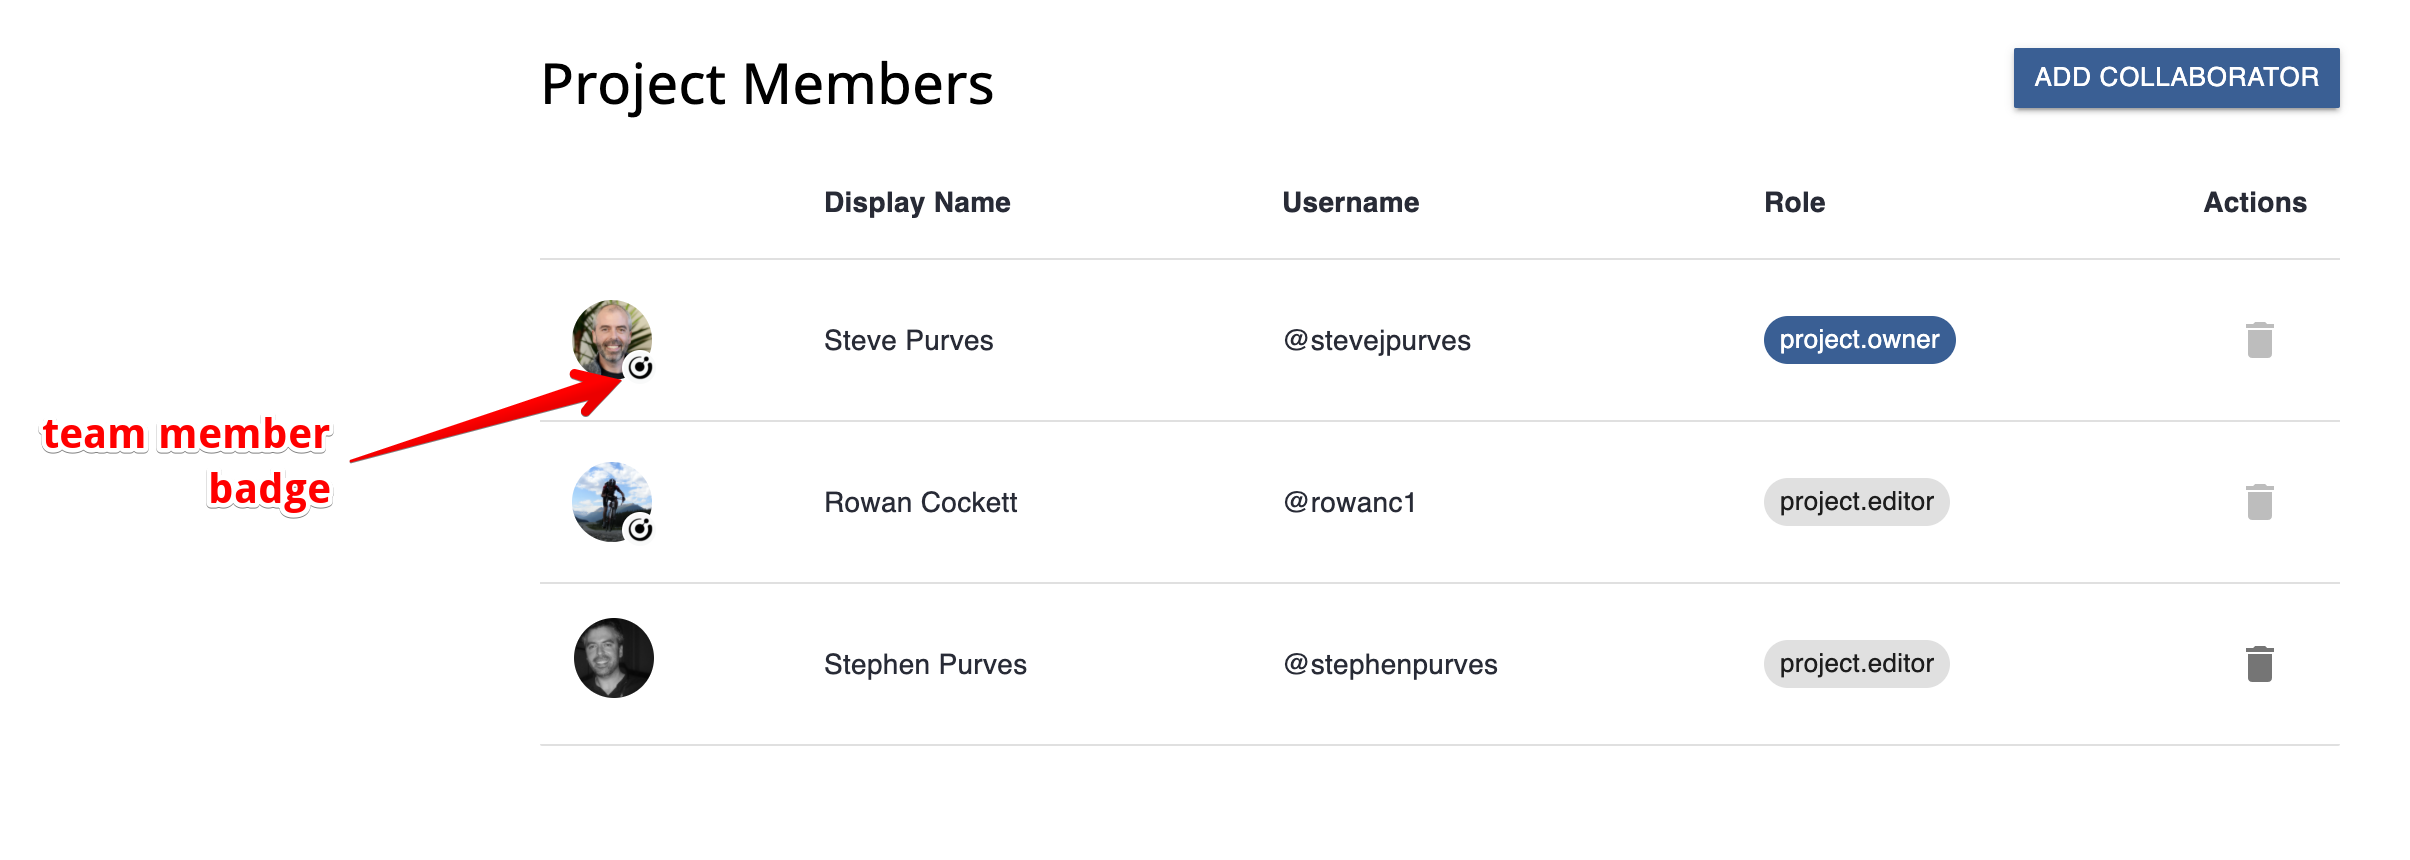 Project Members
ADD COLLABORATOR
Display Name Username Role Actions
Steve Purves @stevejpurves project.owner
team member
badge
Rowan Cockett @rowanc1 project.editor
Stephen Purves @stephenpurves project.editor